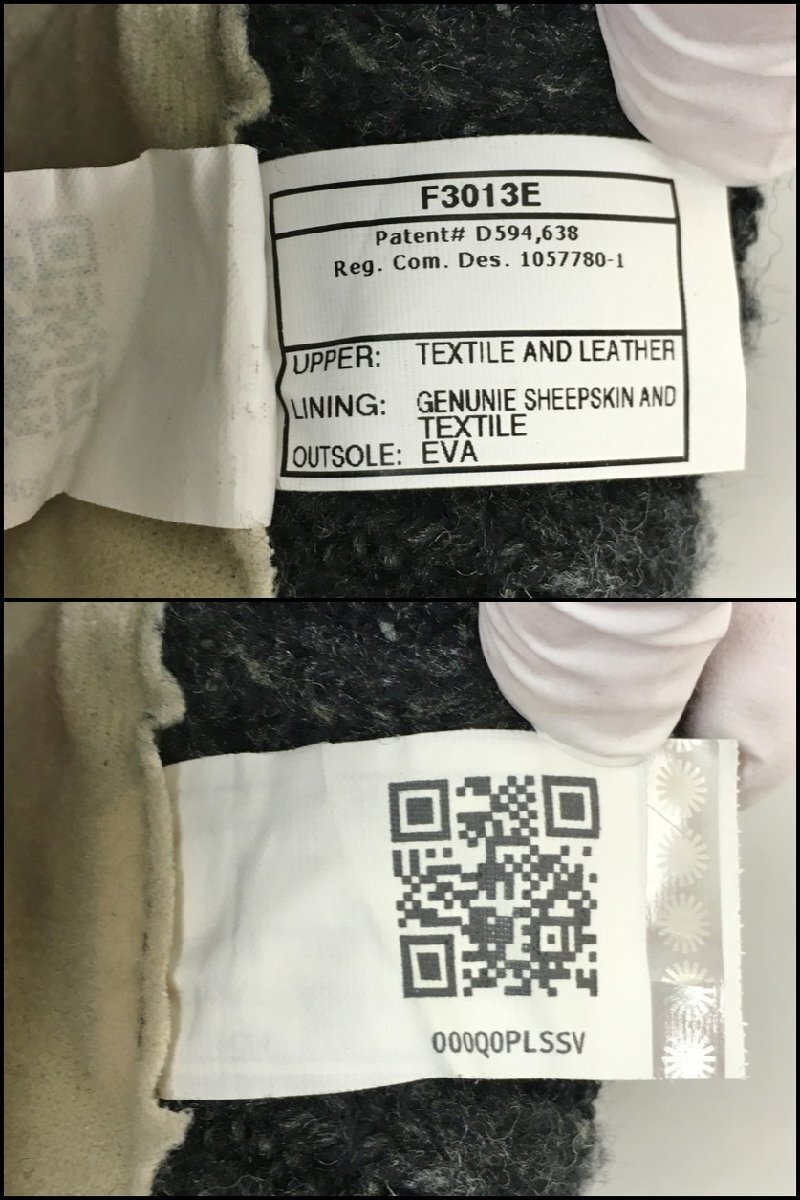 F3013E
Patent# D594,638
Reg. Com. Des. 1057780-1
UPPER: TEXTILE AND LEATHER
LINING: GENUNIE SHEEPSKIN AND
TEXTILE
OUTSOLE: EVA
000Q0PLSSV